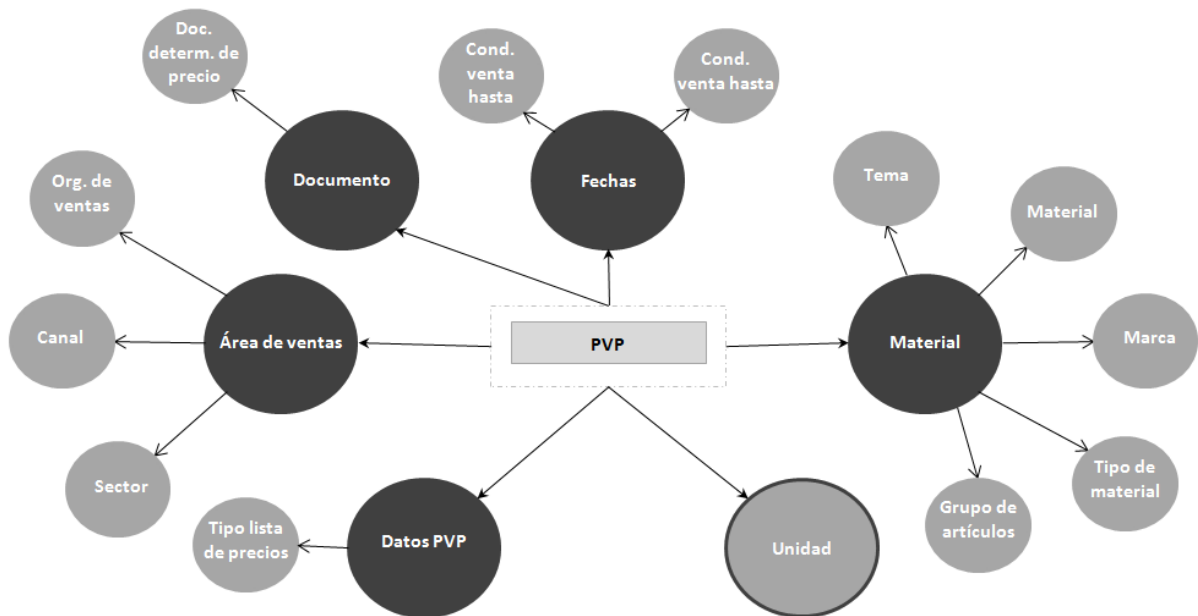 Doc.
determ. de
precio
Cond.
venta
hasta
Cond.
venta hasta
Documento
Fechas
Tema
Material
Org. de
ventas
Canal
Área de ventas
PVP
Material
Marca
Sector
Tipo lista
de precios
Datos PVP
Unidad
Grupo de
artículos
Tipo de
material